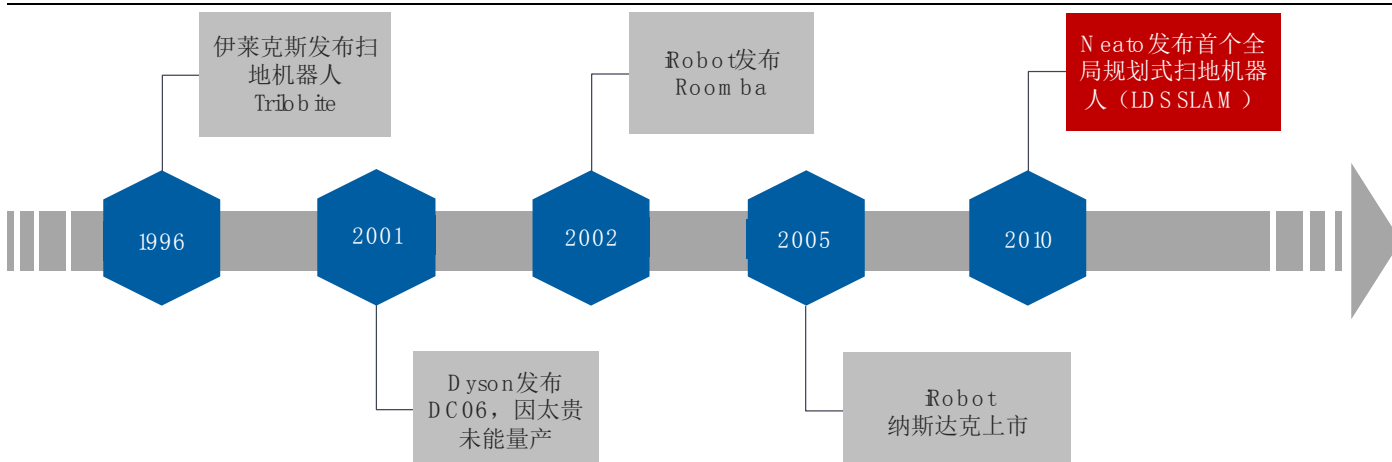 伊莱克斯发布扫
地机器人
Trilobite
iRobot发布
Roomba
Neato发布首个全
局规划式扫地机器
人（LDS SLAM）
1996
2001
2002
2005
2010
Dyson发布
DC06，因太贵
未能量产
iRobot
纳斯达克上市